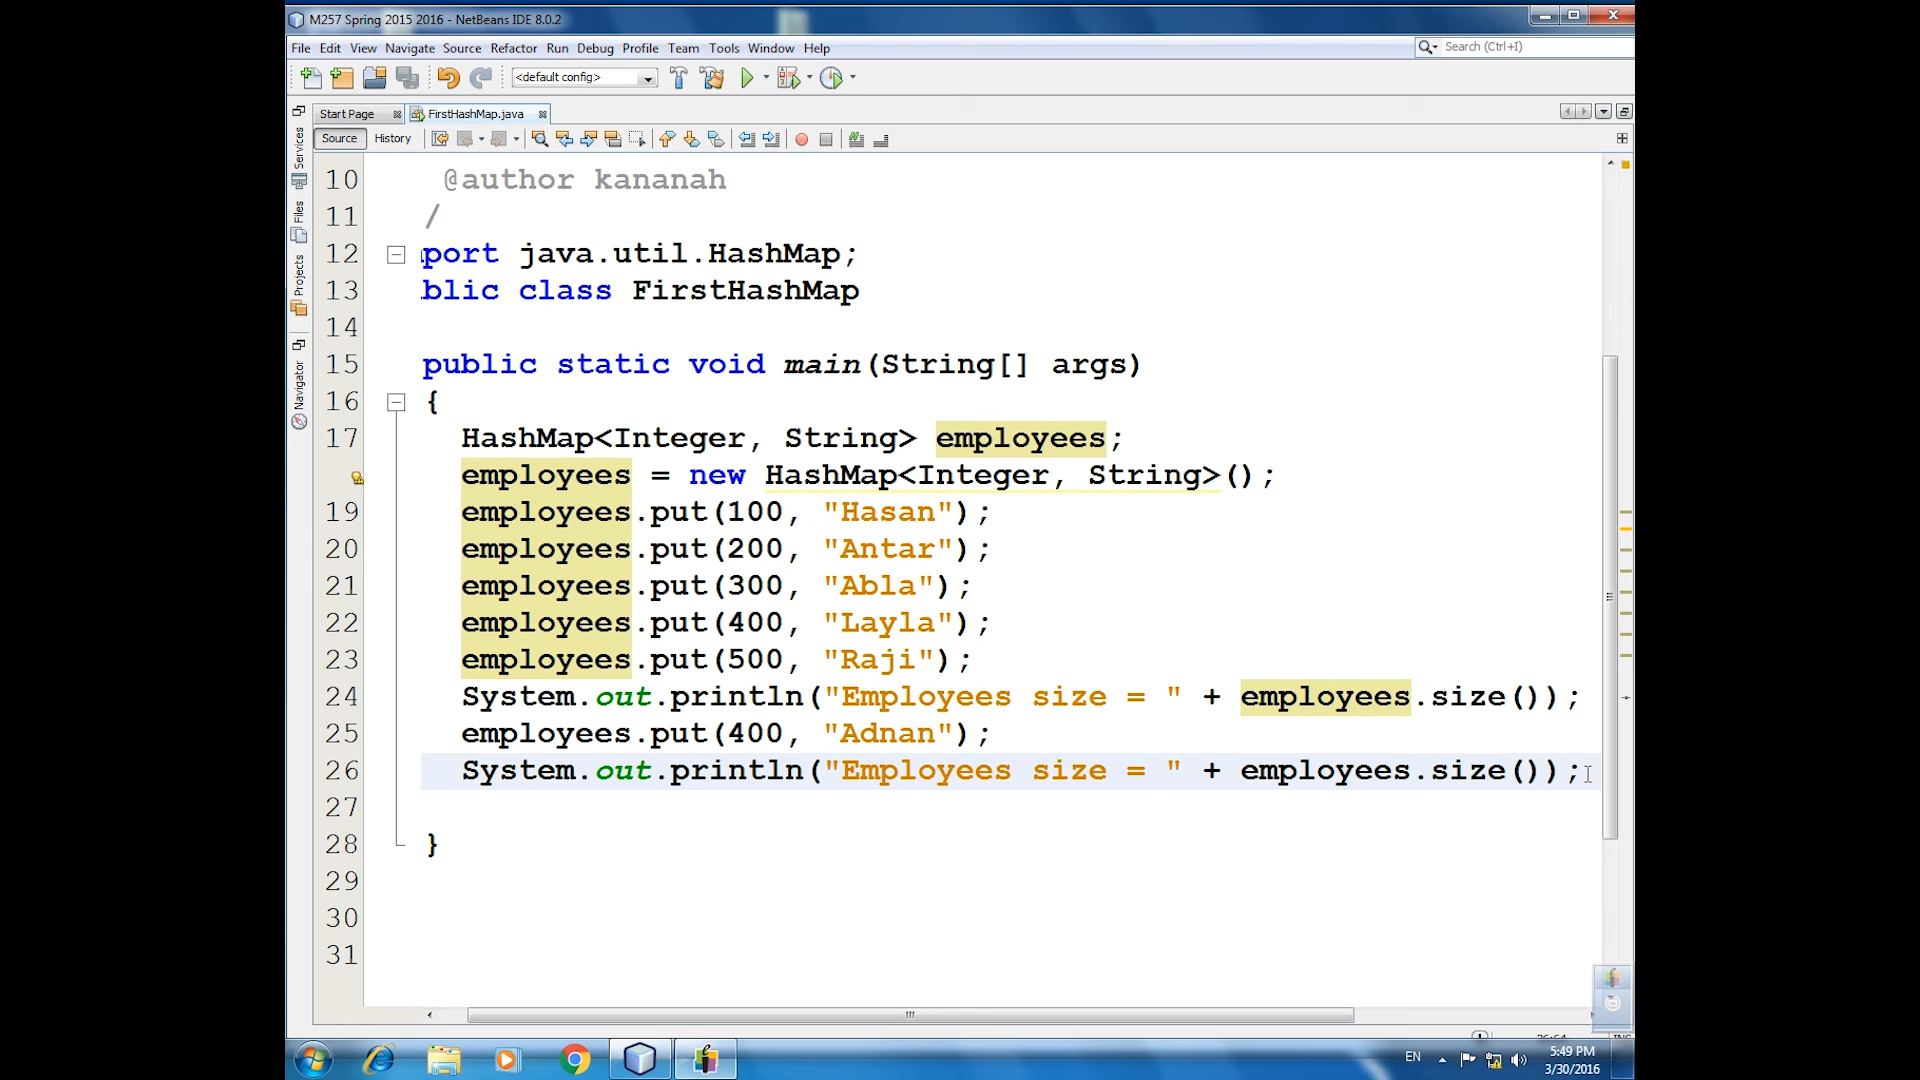 M257 Spring 2015 2016 - NetBeans IDE 8.0.2
File Edit View Navigate Source Refactor Run Debug Profile Team Tools Window Help
Search (Ctrl+I)
<default config>
Start Page FirstHashMap.java
Source History
Services
Files
Projects
Navigator
10 @author kananah
11 /
12 port java.util.HashMap;
13 blic class FirstHashMap
14
15 public static void main(String[] args)
16 {
17 HashMap<Integer, String> employees;
employees = new HashMap<Integer, String>();
19 employees.put(100, "Hasan");
20 employees.put(200, "Antar");
21 employees.put(300, "Abla");
22 employees.put(400, "Layla");
23 employees.put(500, "Raji");
24 System.out.println("Employees size = " + employees.size());
25 employees.put(400, "Adnan");
26 System.out.println("Employees size = " + employees.size());
27
28 }
29
30
31
EN
5:49 PM
3/30/2016